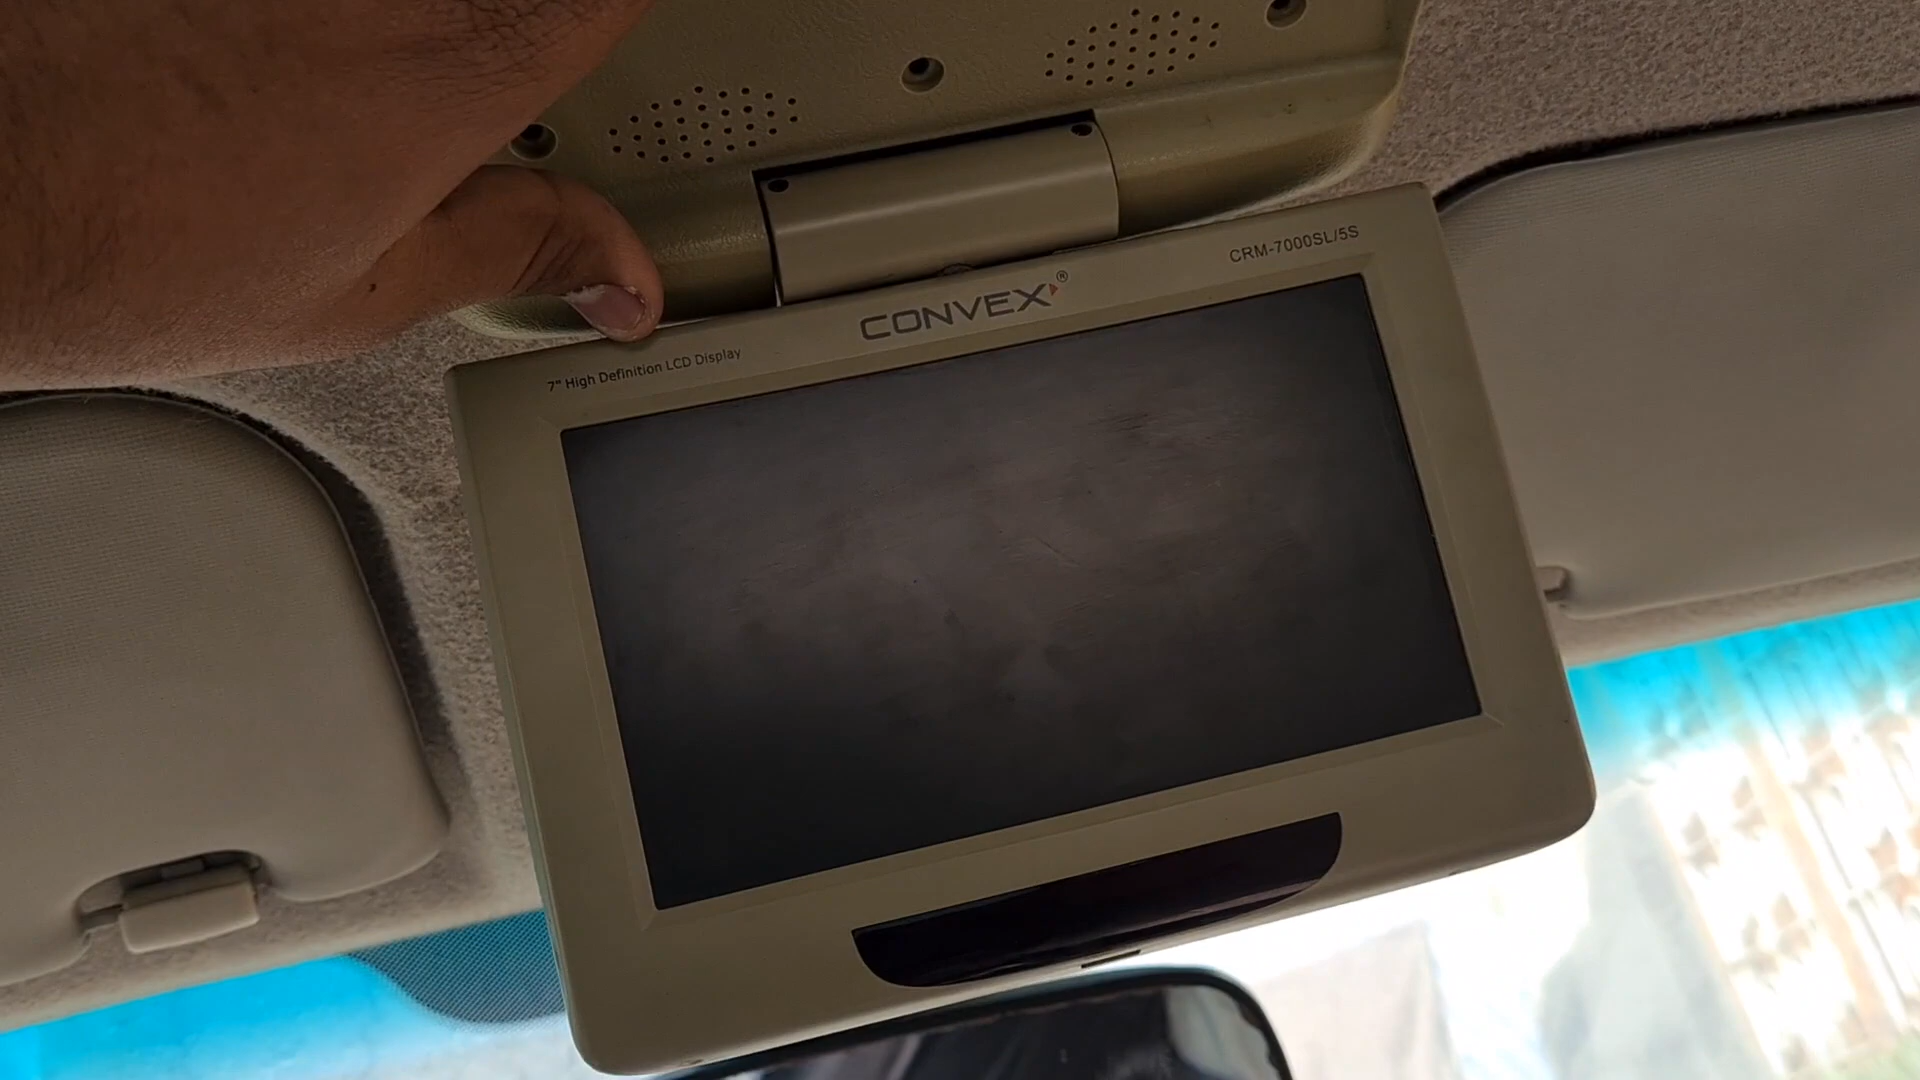 CRM-7000SL/5S
CONVEX®
7" High Definition LCD Display